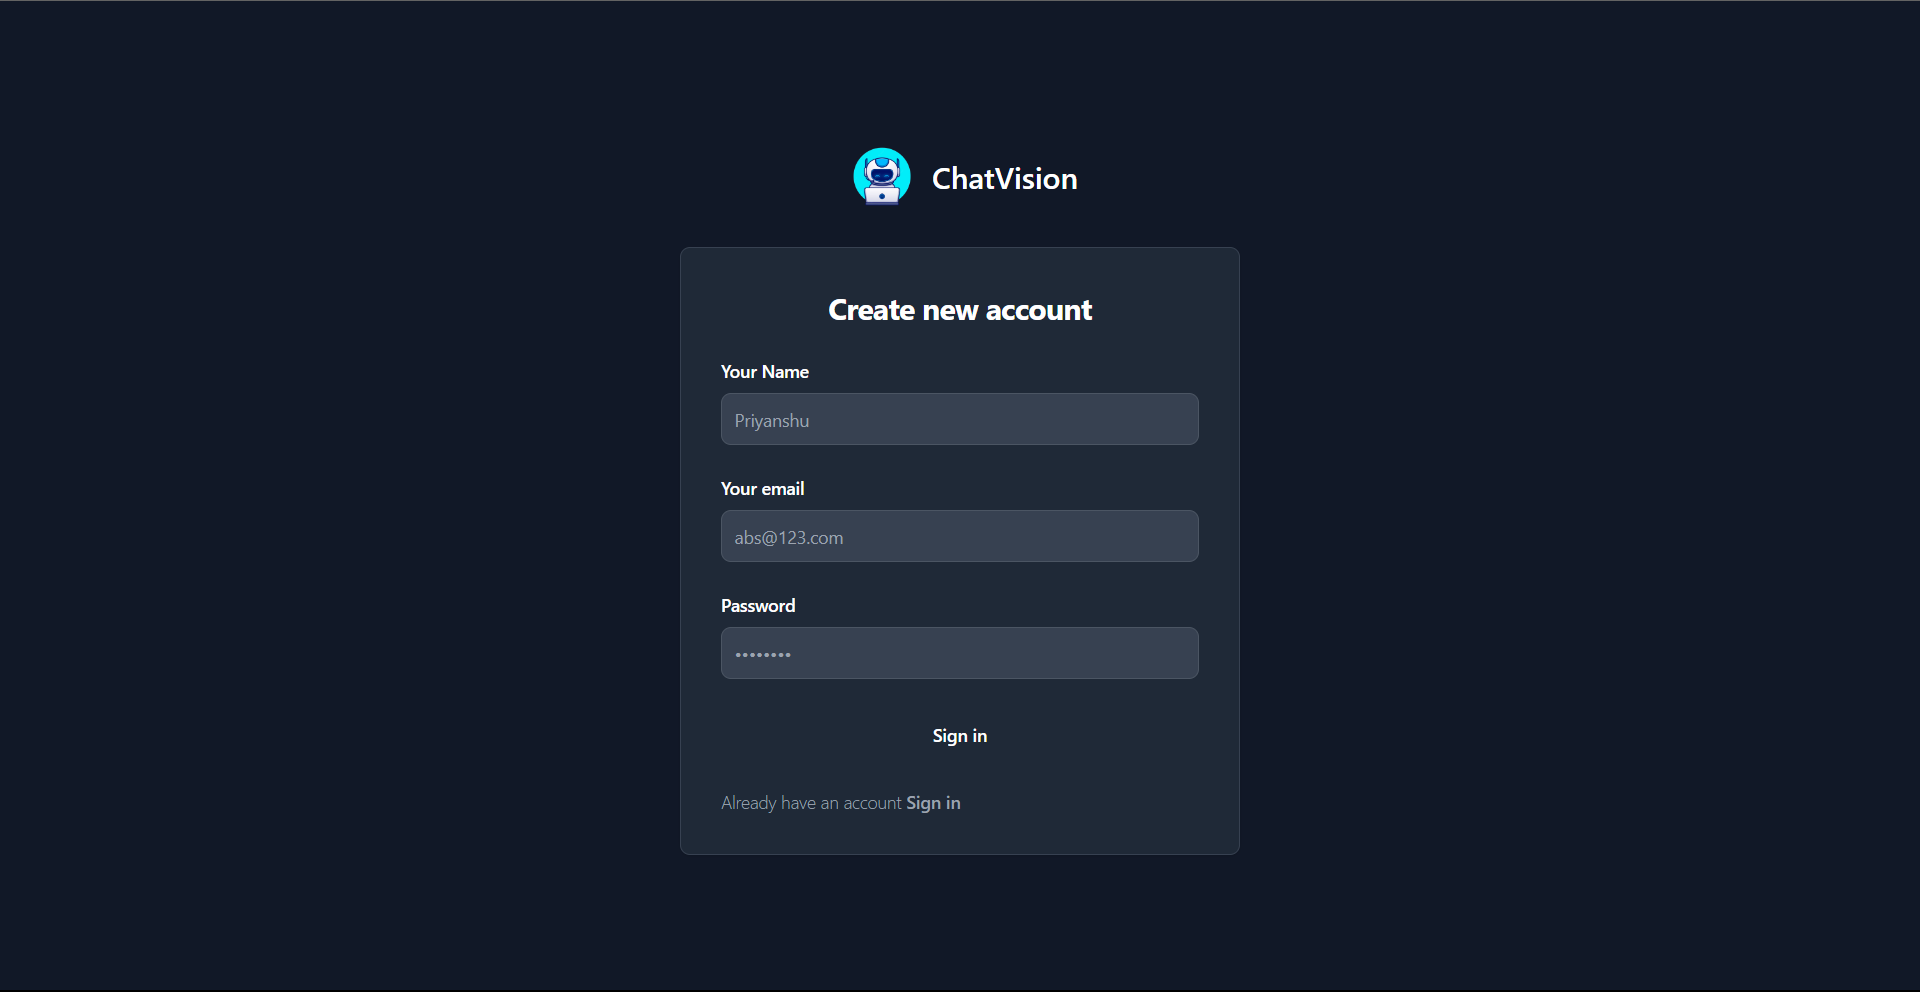 ChatVision
Create new account
Your Name
Priyanshu
Your email
abs@123.com
Password
••••••••
Sign in
Already have an account Sign in